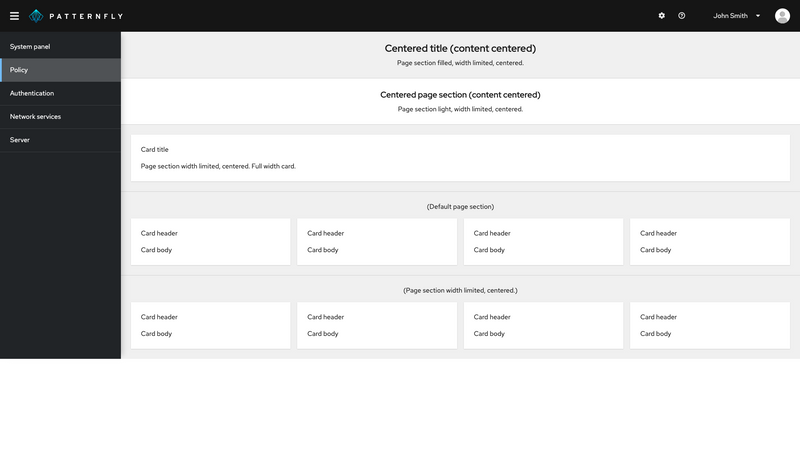 PATTERNFLY
John Smith
System panel
Policy
Authentication
Network services
Server
Centered title (content centered)
Page section filled, width limited, centered.
Centered page section (content centered)
Page section light, width limited, centered.
Card title
Page section width limited, centered. Full width card.
(Default page section)
Card header Card header Card header Card header
Card body Card body Card body Card body
(Page section width limited, centered.)
Card header Card header Card header Card header
Card body Card body Card body Card body